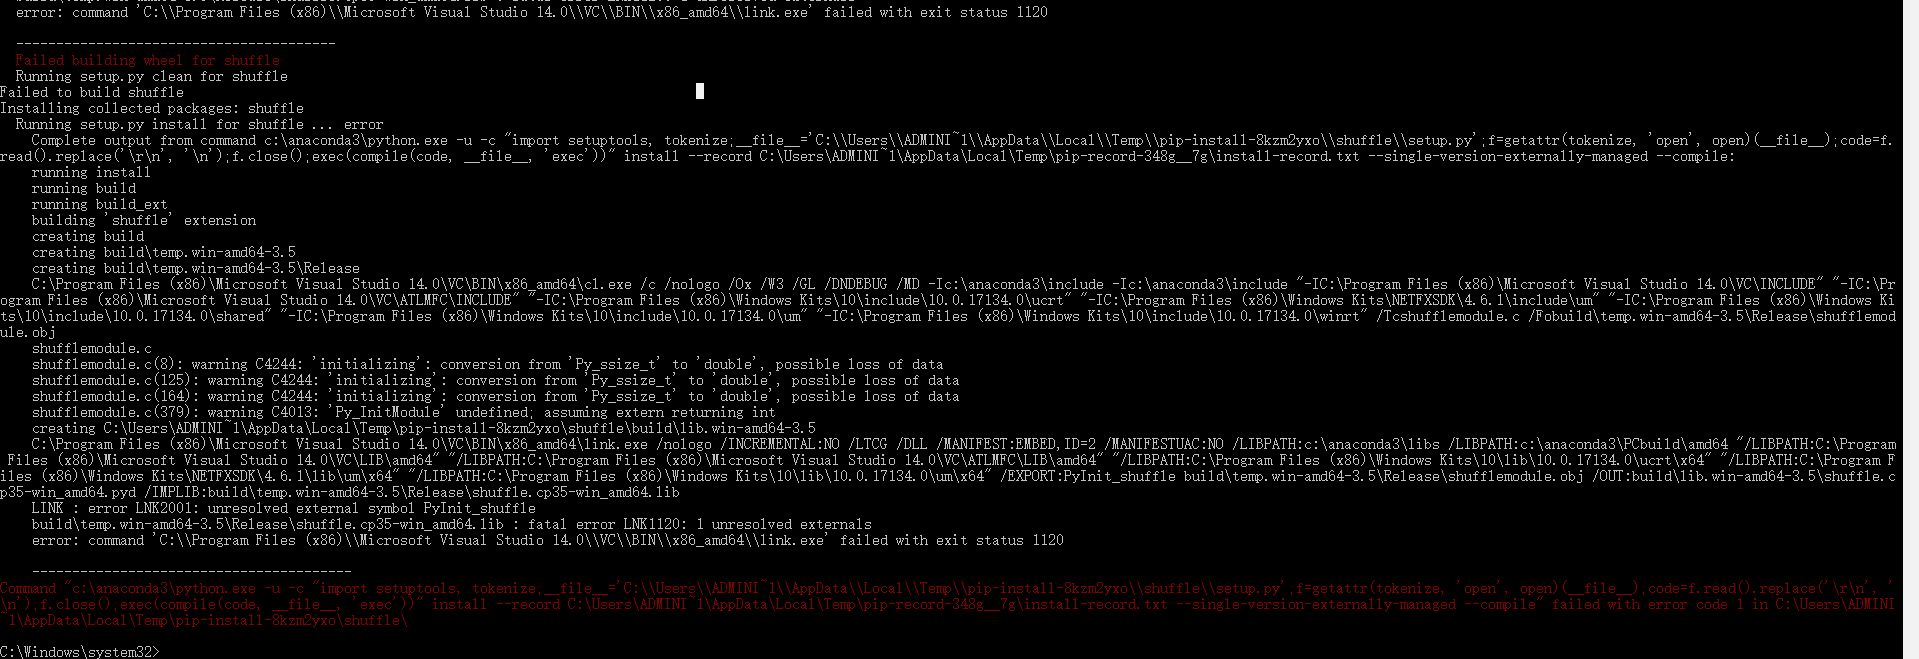 error: command 'C:\\Program Files (x86)\\Microsoft Visual Studio 14.0\\VC\\BIN\\x86_amd64\\link.exe' failed with exit status 1120
----------------------------------------
Failed building wheel for shuffle
Running setup.py clean for shuffle
Failed to build shuffle
Installing collected packages: shuffle
Running setup.py install for shuffle ... error
Complete output from command c:\anaconda3\python.exe -u -c "import setuptools, tokenize;__file__='C:\\Users\\ADMINI~1\\AppData\\Local\\Temp\\pip-install-8kzm2yxo\\shuffle\\setup.py';f=getattr(tokenize, 'open', open)(__file__);code=f.
read().replace('\r\n', '\n');f.close();exec(compile(code, __file__, 'exec'))" install --record C:\Users\ADMINI~1\AppData\Local\Temp\pip-record-348g__7g\install-record.txt --single-version-externally-managed --compile:
running install
running build
running build_ext
building 'shuffle' extension
creating build
creating build\temp.win-amd64-3.5
creating build\temp.win-amd64-3.5\Release
C:\Program Files (x86)\Microsoft Visual Studio 14.0\VC\BIN\x86_amd64\cl.exe /c /nologo /Ox /W3 /GL /DNDEBUG /MD -Ic:\anaconda3\include -Ic:\anaconda3\include "-IC:\Program Files (x86)\Microsoft Visual Studio 14.0\VC\INCLUDE" "-IC:\Pr
ogram Files (x86)\Microsoft Visual Studio 14.0\VC\ATLMFC\INCLUDE" "-IC:\Program Files (x86)\Windows Kits\10\include\10.0.17134.0\ucrt" "-IC:\Program Files (x86)\Windows Kits\NETFXSDK\4.6.1\include\um" "-IC:\Program Files (x86)\Windows Ki
ts\10\include\10.0.17134.0\shared" "-IC:\Program Files (x86)\Windows Kits\10\include\10.0.17134.0\um" "-IC:\Program Files (x86)\Windows Kits\10\include\10.0.17134.0\winrt" /Tcshufflemodule.c /Fobuild\temp.win-amd64-3.5\Release\shufflemod
ule.obj
shufflemodule.c
shufflemodule.c(8): warning C4244: 'initializing': conversion from 'Py_ssize_t' to 'double', possible loss of data
shufflemodule.c(125): warning C4244: 'initializing': conversion from 'Py_ssize_t' to 'double', possible loss of data
shufflemodule.c(164): warning C4244: 'initializing': conversion from 'Py_ssize_t' to 'double', possible loss of data
shufflemodule.c(379): warning C4013: 'Py_InitModule' undefined; assuming extern returning int
creating C:\Users\ADMINI~1\AppData\Local\Temp\pip-install-8kzm2yxo\shuffle\build\lib.win-amd64-3.5
C:\Program Files (x86)\Microsoft Visual Studio 14.0\VC\BIN\x86_amd64\link.exe /nologo /INCREMENTAL:NO /LTCG /DLL /MANIFEST:EMBED,ID=2 /MANIFESTUAC:NO /LIBPATH:c:\anaconda3\libs /LIBPATH:c:\anaconda3\PCbuild\amd64 "/LIBPATH:C:\Program
Files (x86)\Microsoft Visual Studio 14.0\VC\LIB\amd64" "/LIBPATH:C:\Program Files (x86)\Microsoft Visual Studio 14.0\VC\ATLMFC\LIB\amd64" "/LIBPATH:C:\Program Files (x86)\Windows Kits\10\lib\10.0.17134.0\ucrt\x64" "/LIBPATH:C:\Program F
iles (x86)\Windows Kits\NETFXSDK\4.6.1\lib\um\x64" "/LIBPATH:C:\Program Files (x86)\Windows Kits\10\lib\10.0.17134.0\um\x64" /EXPORT:PyInit_shuffle build\temp.win-amd64-3.5\Release\shufflemodule.obj /OUT:build\lib.win-amd64-3.5\shuffle.c
p35-win_amd64.pyd /IMPLIB:build\temp.win-amd64-3.5\Release\shuffle.cp35-win_amd64.lib
LINK : error LNK2001: unresolved external symbol PyInit_shuffle
build\temp.win-amd64-3.5\Release\shuffle.cp35-win_amd64.lib : fatal error LNK1120: 1 unresolved externals
error: command 'C:\\Program Files (x86)\\Microsoft Visual Studio 14.0\\VC\\BIN\\x86_amd64\\link.exe' failed with exit status 1120
----------------------------------------
Command "c:\anaconda3\python.exe -u -c "import setuptools, tokenize;__file__='C:\\Users\\ADMINI~1\\AppData\\Local\\Temp\\pip-install-8kzm2yxo\\shuffle\\setup.py';f=getattr(tokenize, 'open', open)(__file__);code=f.read().replace('\r\n', '
\n');f.close();exec(compile(code, __file__, 'exec'))" install --record C:\Users\ADMINI~1\AppData\Local\Temp\pip-record-348g__7g\install-record.txt --single-version-externally-managed --compile" failed with error code 1 in C:\Users\ADMINI
~1\AppData\Local\Temp\pip-install-8kzm2yxo\shuffle\
C:\Windows\system32>